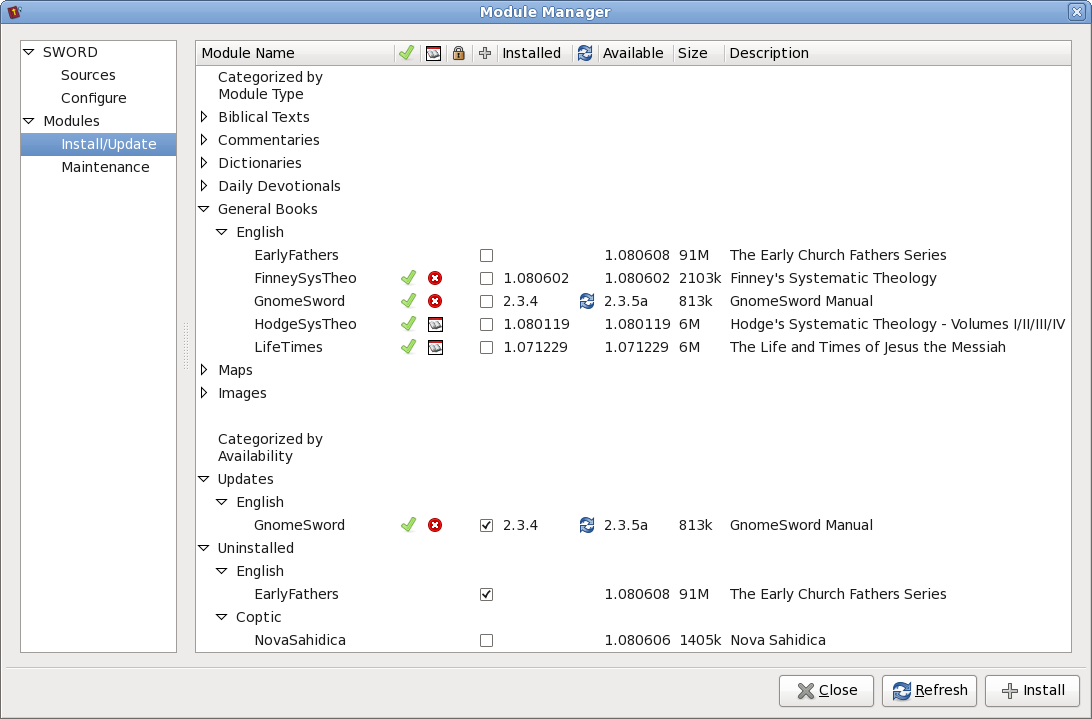 Module Manager
SWORD
Sources
Configure
Modules
Install/Update
Maintenance
Module Name Installed Available Size Description
Categorized by
Module Type
Biblical Texts
Commentaries
Dictionaries
Daily Devotionals
General Books
English
EarlyFathers 1.080608 91M The Early Church Fathers Series
FinneySysTheo 1.080602 1.080602 2103k Finney's Systematic Theology
GnomeSword 2.3.4 2.3.5a 813k GnomeSword Manual
HodgeSysTheo 1.080119 1.080119 6M Hodge's Systematic Theology - Volumes I/II/III/IV
LifeTimes 1.071229 1.071229 6M The Life and Times of Jesus the Messiah
Maps
Images
Categorized by
Availability
Updates
English
GnomeSword 2.3.4 2.3.5a 813k GnomeSword Manual
Uninstalled
English
EarlyFathers 1.080608 91M The Early Church Fathers Series
Coptic
NovaSahidica 1.080606 1405k Nova Sahidica
Close Refresh Install